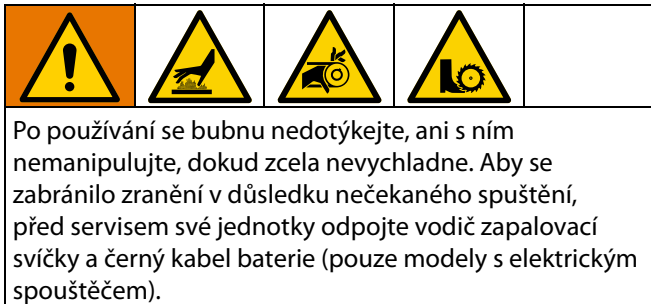 Po používání se bubnu nedotýkejte, ani s ním
nemanipulujte, dokud zcela nevychladne. Aby se
zabránilo zranění v důsledku nečekaného spuštění,
před servisem své jednotky odpojte vodič zapalovací
svíčky a černý kabel baterie (pouze modely s elektrickým
spouštěčem).